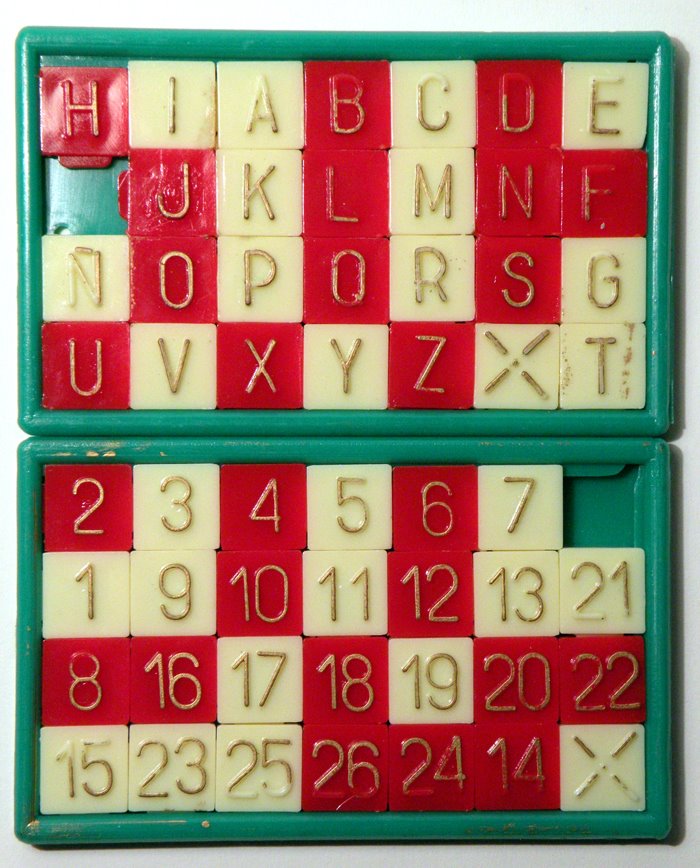 H I A B C D E
J K L M N F
Ñ O P Q R S G
U V X Y Z T
2 3 4 5 6 7
1 9 10 11 12 13 21
8 16 17 18 19 20 22
15 23 25 26 24 14